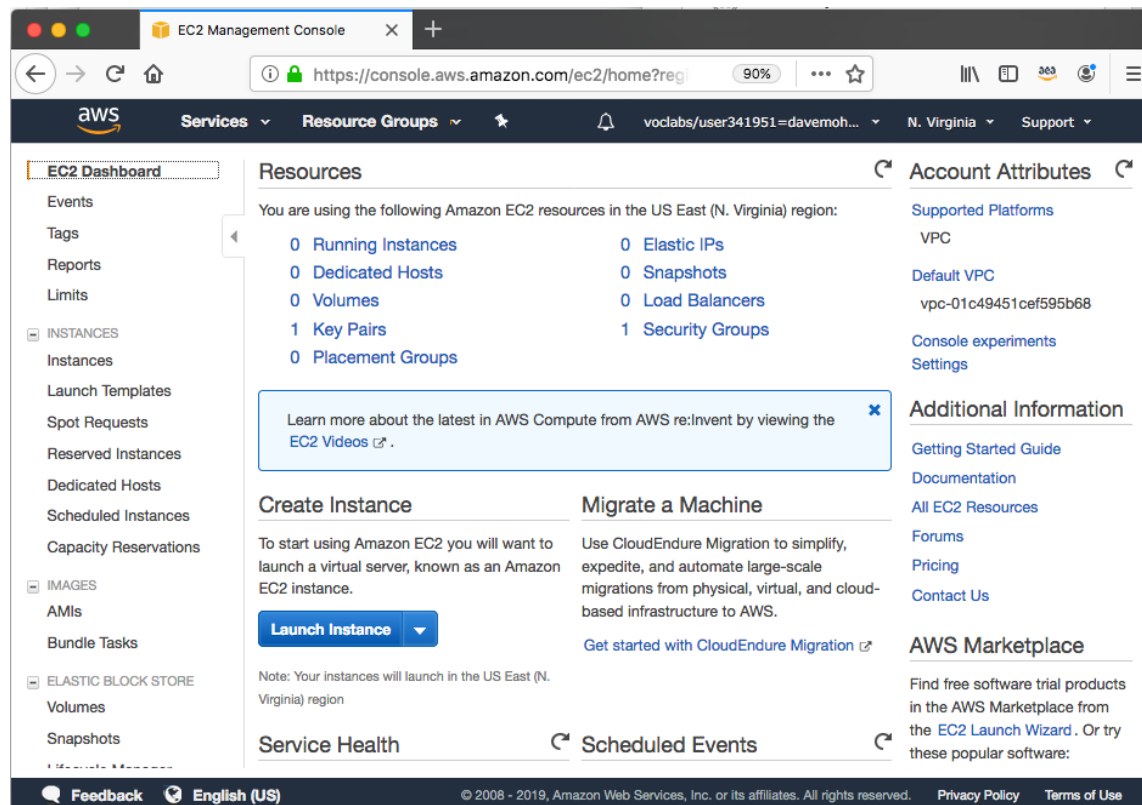 EC2 Management Console
https://console.aws.amazon.com/ec2/home?regi
90%
aws
Services
Resource Groups
voclabs/user341951=davemoh...
N. Virginia
Support
EC2 Dashboard
Events
Tags
Reports
Limits
INSTANCES
Instances
Launch Templates
Spot Requests
Reserved Instances
Dedicated Hosts
Scheduled Instances
Capacity Reservations
IMAGES
AMIs
Bundle Tasks
ELASTIC BLOCK STORE
Volumes
Snapshots
Resources
You are using the following Amazon EC2 resources in the US East (N. Virginia) region:
0 Running Instances
0 Elastic IPs
0 Dedicated Hosts
0 Snapshots
0 Volumes
0 Load Balancers
1 Key Pairs
1 Security Groups
0 Placement Groups
Learn more about the latest in AWS Compute from AWS re:Invent by viewing the
EC2 Videos .
Create Instance
To start using Amazon EC2 you will want to
launch a virtual server, known as an Amazon
EC2 instance.
Launch Instance
Note: Your instances will launch in the US East (N.
Virginia) region
Migrate a Machine
Use CloudEndure Migration to simplify,
expedite, and automate large-scale
migrations from physical, virtual, and cloud-
based infrastructure to AWS.
Get started with CloudEndure Migration
Service Health
Scheduled Events
Account Attributes
Supported Platforms
VPC
Default VPC
vpc-01c49451cef595b68
Console experiments
Settings
Additional Information
Getting Started Guide
Documentation
All EC2 Resources
Forums
Pricing
Contact Us
AWS Marketplace
Find free software trial products
in the AWS Marketplace from
the EC2 Launch Wizard. Or try
these popular software:
Feedback
English (US)
© 2008 - 2019, Amazon Web Services, Inc. or its affiliates. All rights reserved.
Privacy Policy
Terms of Use